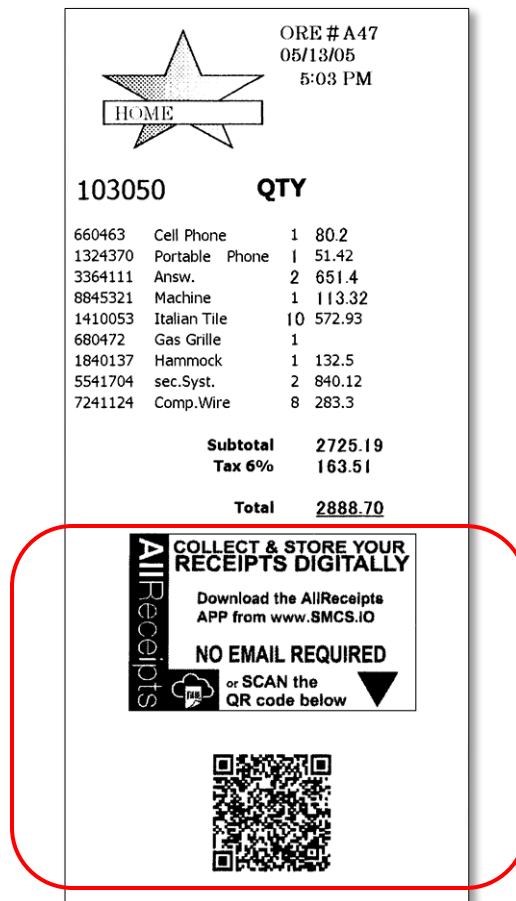 ORE # A47
05/13/05
5:03 PM
HOME
103050 QTY
660463 Cell Phone 1 80.2
1324370 Portable Phone 1 51.42
3364111 Answ. 2 651.4
8845321 Machine 1 113.32
1410053 Italian Tile 10 572.93
680472 Gas Grille 1
1840137 Hammock 1 132.5
5541704 sec.Syst. 2 840.12
7241124 Comp.Wire 8 283.3
Subtotal 2725.19
Tax 6% 163.51
Total 2888.70
AllReceipts
COLLECT & STORE YOUR
RECEIPTS DIGITALLY
Download the AllReceipts
APP from www.SMCS.IO
NO EMAIL REQUIRED
or SCAN the
QR code below